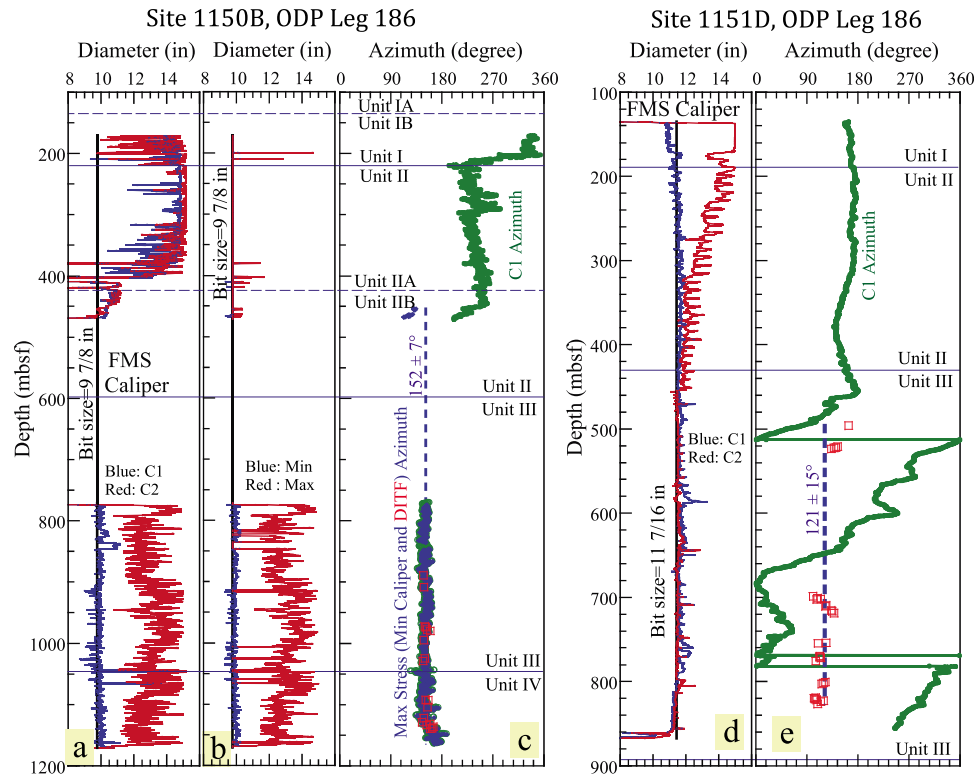 Site 1150B, ODP Leg 186
Site 1151D, ODP Leg 186
Diameter (in)
Diameter (in)
Azimuth (degree)
Diameter (in)
Azimuth (degree)
8 10 12 14
8 10 12 14
0 90 180 270 360
8 9 10 11 12 13 14 15
0 90 180 270 360
Depth (mbsf)
200
400
600
800
1000
1200
Bit size=9 7/8 in
FMS
Caliper
Blue: C1
Red: C2
a
Bit size=9 7/8 in
Blue: Min
Red : Max
b
Unit IA
Unit IB
Unit I
Unit II
C1 Azimuth
Unit IIA
Unit IIB
152 ± 7°
Unit II
Unit III
Max Stress (Min Caliper and DITF) Azimuth
Unit III
Unit IV
c
Depth (mbsf)
100
200
300
400
500
600
700
800
900
FMS Caliper
Blue: C1
Red: C2
Bit size=11 7/16 in
d
Unit I
Unit II
C1 Azimuth
Unit II
Unit III
121 ± 15°
Unit III
e